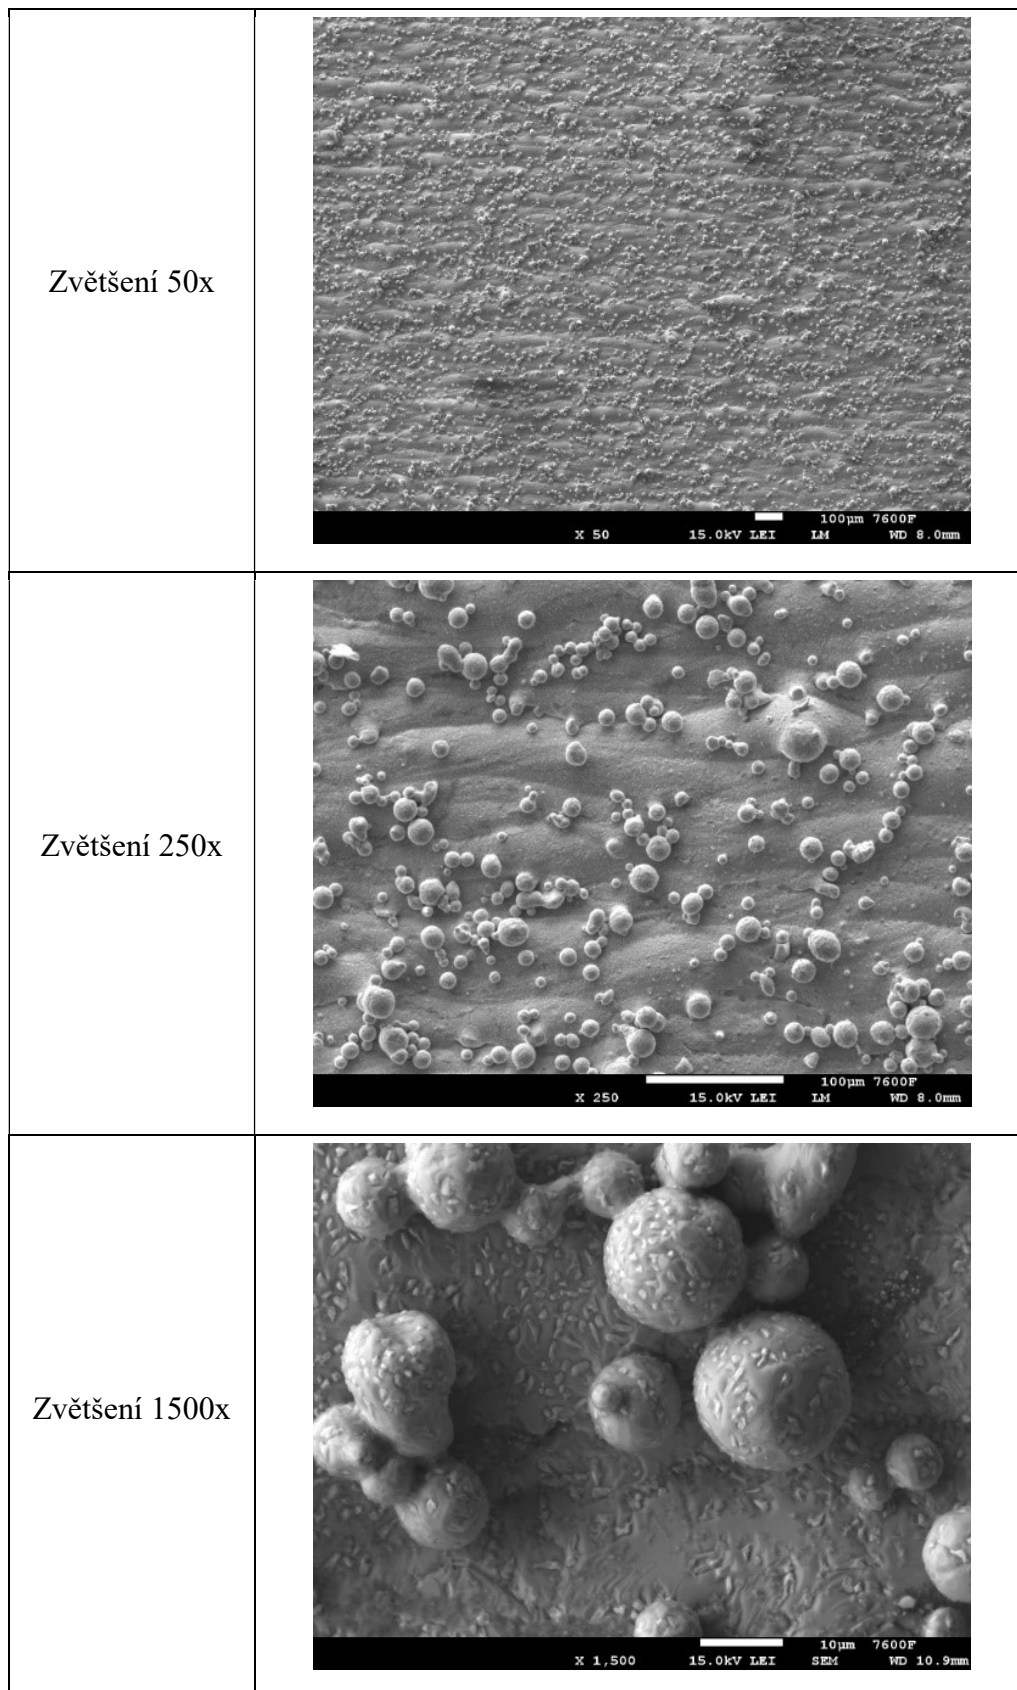 Zvětšení 50x
100µm 7600F
X 50 15.0kV LEI LM WD 8.0mm
Zvětšení 250x
100µm 7600F
X 250 15.0kV LEI LM WD 8.0mm
Zvětšení 1500x
10µm 7600F
X 1,500 15.0kV LEI SEM WD 10.9mm